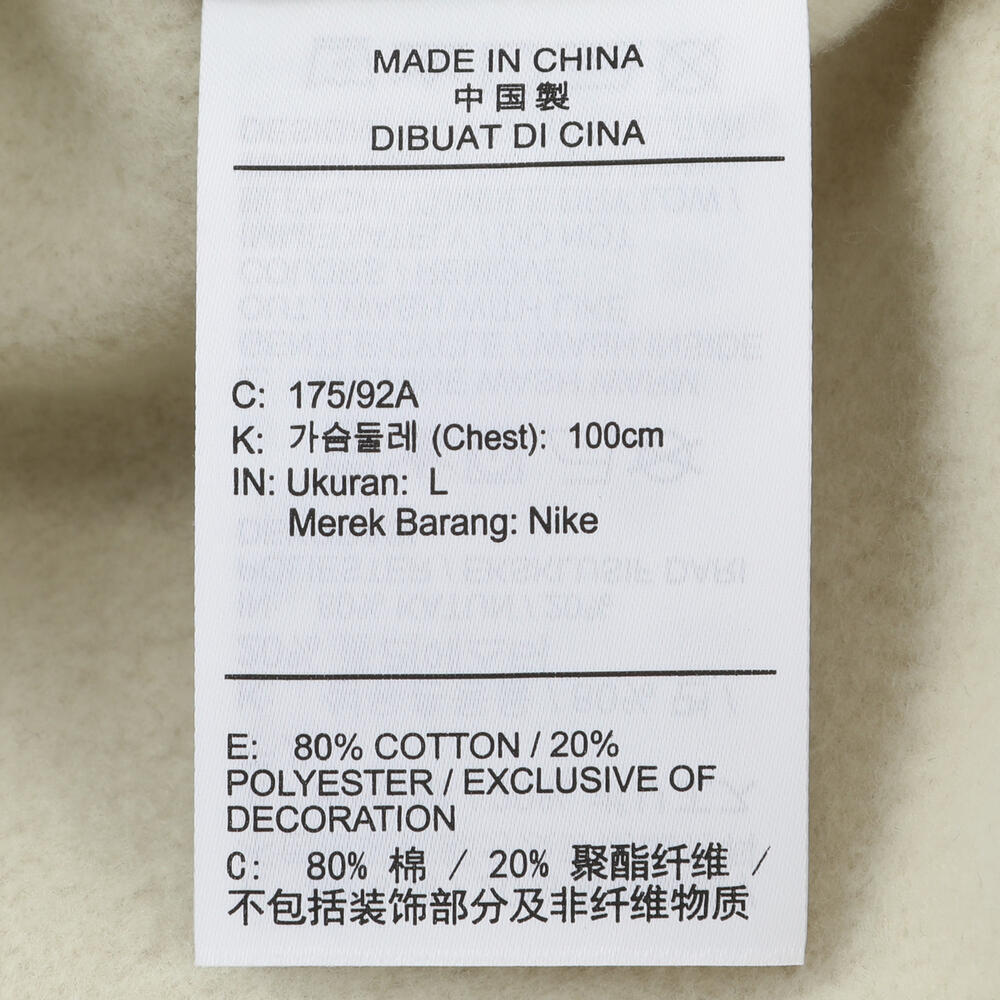 MADE IN CHINA
中国製
DIBUAT DI CINA
C: 175/92A
K: 가슴둘레 (Chest): 100cm
IN: Ukuran: L
Merek Barang: Nike
E: 80% COTTON / 20%
POLYESTER / EXCLUSIVE OF
DECORATION
C: 80% 棉 / 20% 聚酯纤维 /
不包括装饰部分及非纤维物质